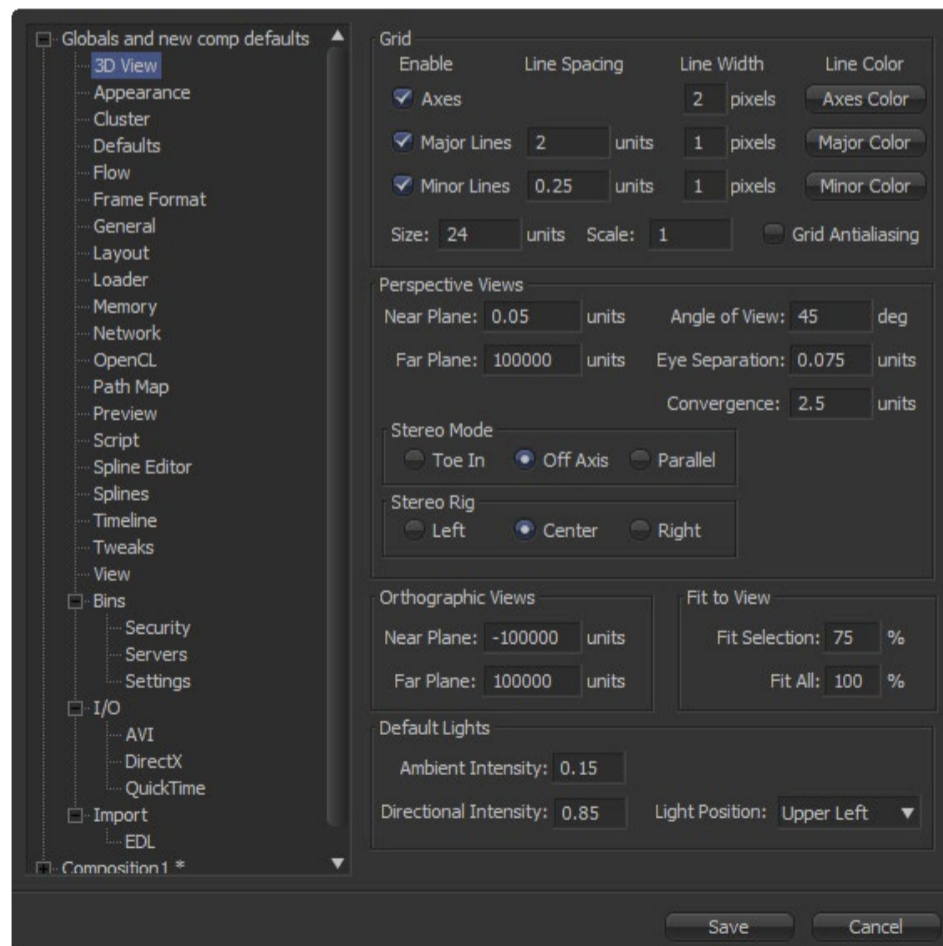 Globals and new comp defaults
3D View
Appearance
Cluster
Defaults
Flow
Frame Format
General
Layout
Loader
Memory
Network
OpenCL
Path Map
Preview
Script
Spline Editor
Splines
Timeline
Tweaks
View
Bins
Security
Servers
Settings
I/O
AVI
DirectX
QuickTime
Import
EDL
Composition1 *
Grid
Enable Line Spacing Line Width Line Color
Axes 2 pixels Axes Color
Major Lines 2 units 1 pixels Major Color
Minor Lines 0.25 units 1 pixels Minor Color
Size: 24 units Scale: 1 Grid Antialiasing
Perspective Views
Near Plane: 0.05 units Angle of View: 45 deg
Far Plane: 100000 units Eye Separation: 0.075 units
Convergence: 2.5 units
Stereo Mode
Toe In Off Axis Parallel
Stereo Rig
Left Center Right
Orthographic Views
Near Plane: -100000 units
Far Plane: 100000 units
Fit to View
Fit Selection: 75 %
Fit All: 100 %
Default Lights
Ambient Intensity: 0.15
Directional Intensity: 0.85 Light Position: Upper Left
Save Cancel